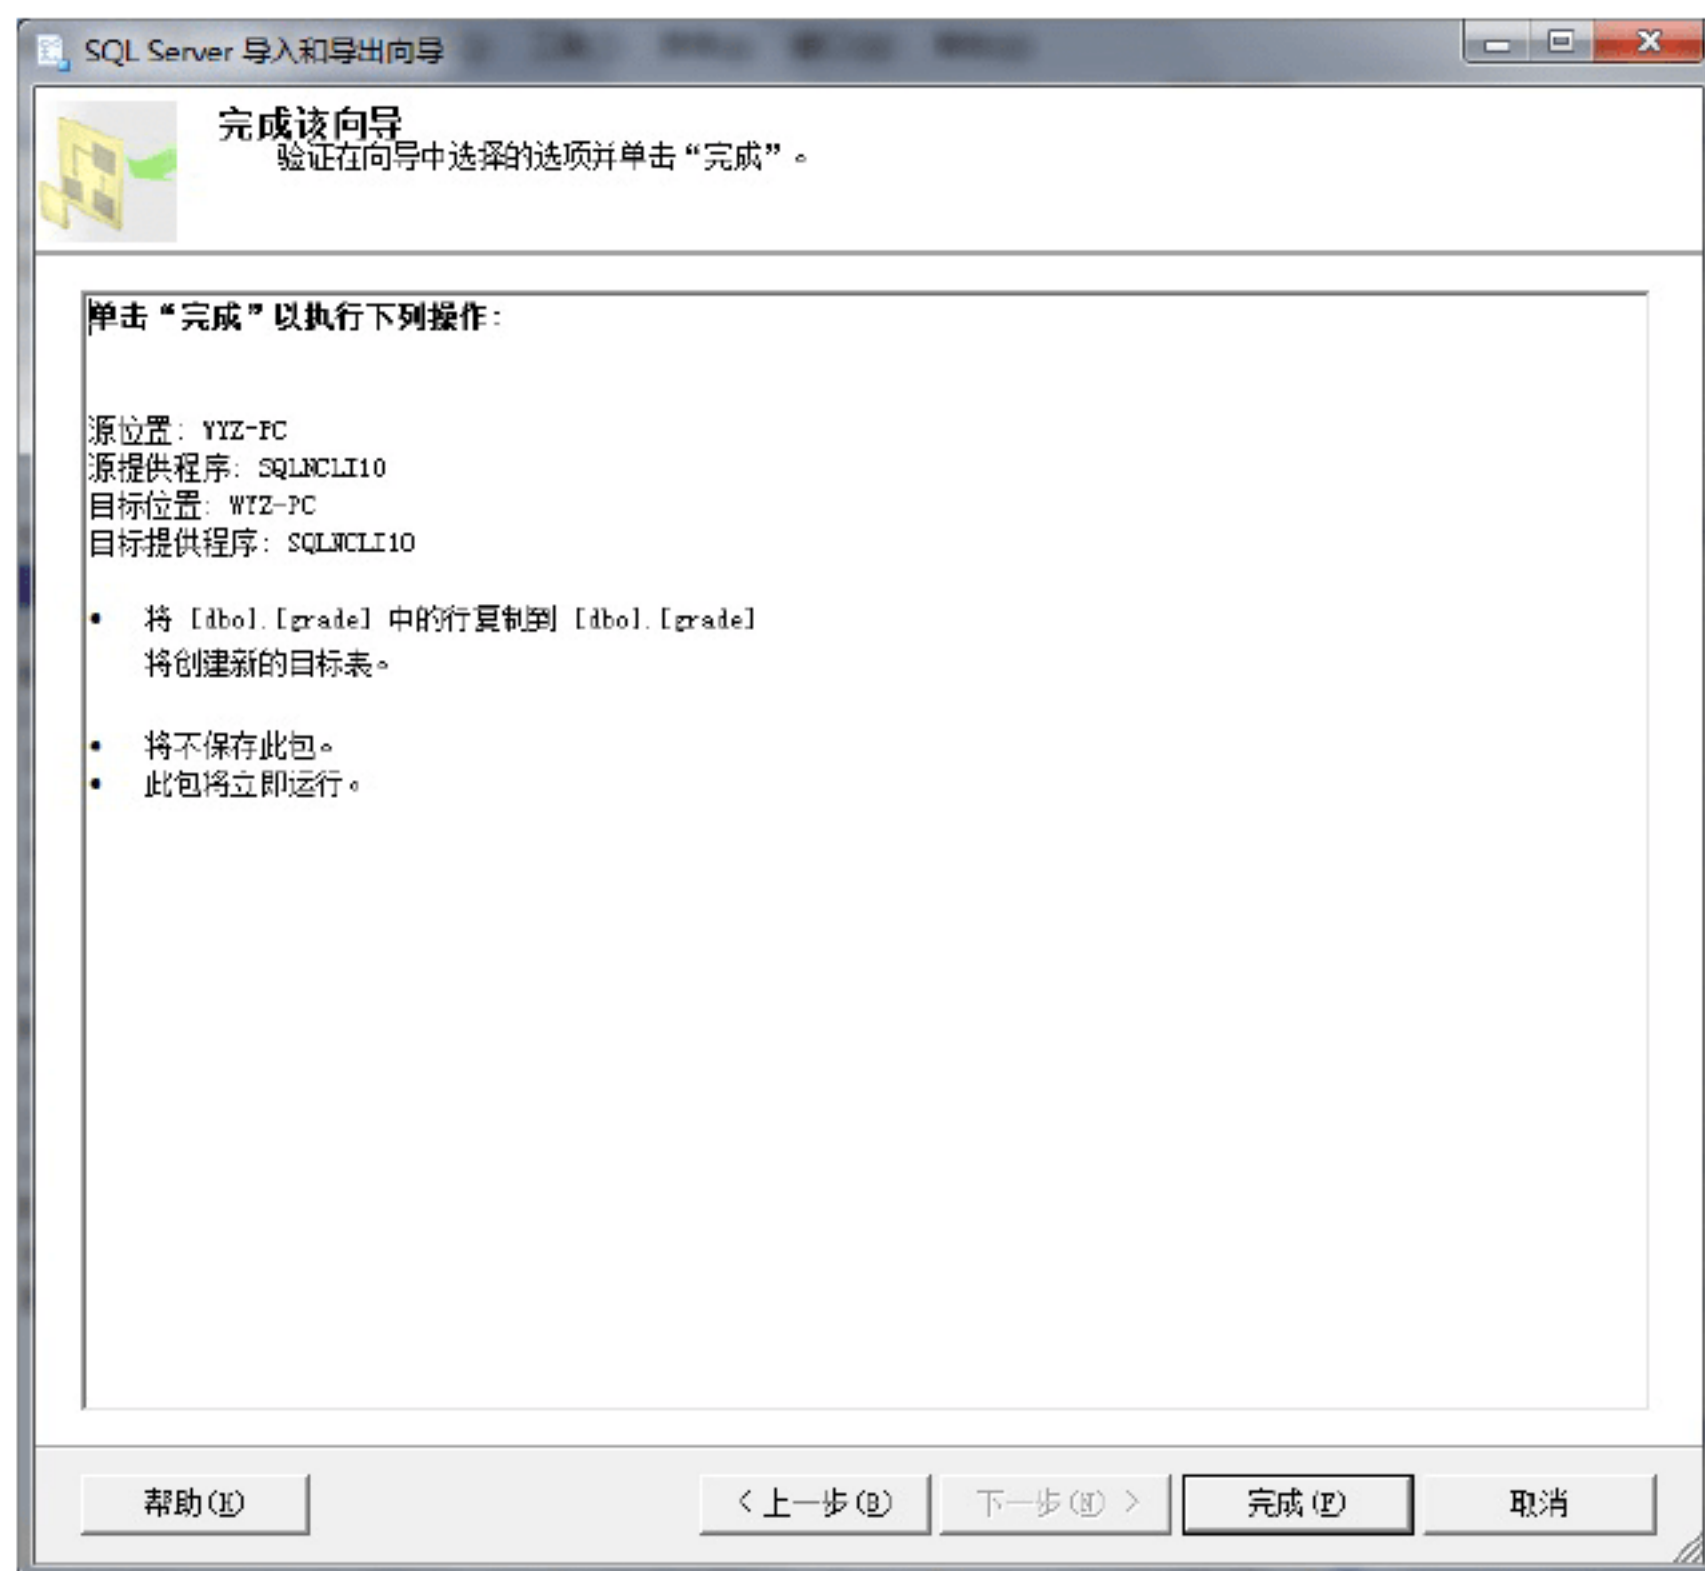 SQL Server 导入和导出向导
完成该向导
验证在向导中选择的选项并单击“完成”。
单击“完成”以执行下列操作:
源位置: YYZ-PC
源提供程序: SQLNCLI10
目标位置: WYZ-PC
目标提供程序: SQLNCLI10
• 将 [dbo].[grade] 中的行复制到 [dbo].[grade]
将创建新的目标表。
• 将不保存此包。
• 此包将立即运行。
帮助(H) < 上一步(B) 下一步(N) > 完成(F) 取消